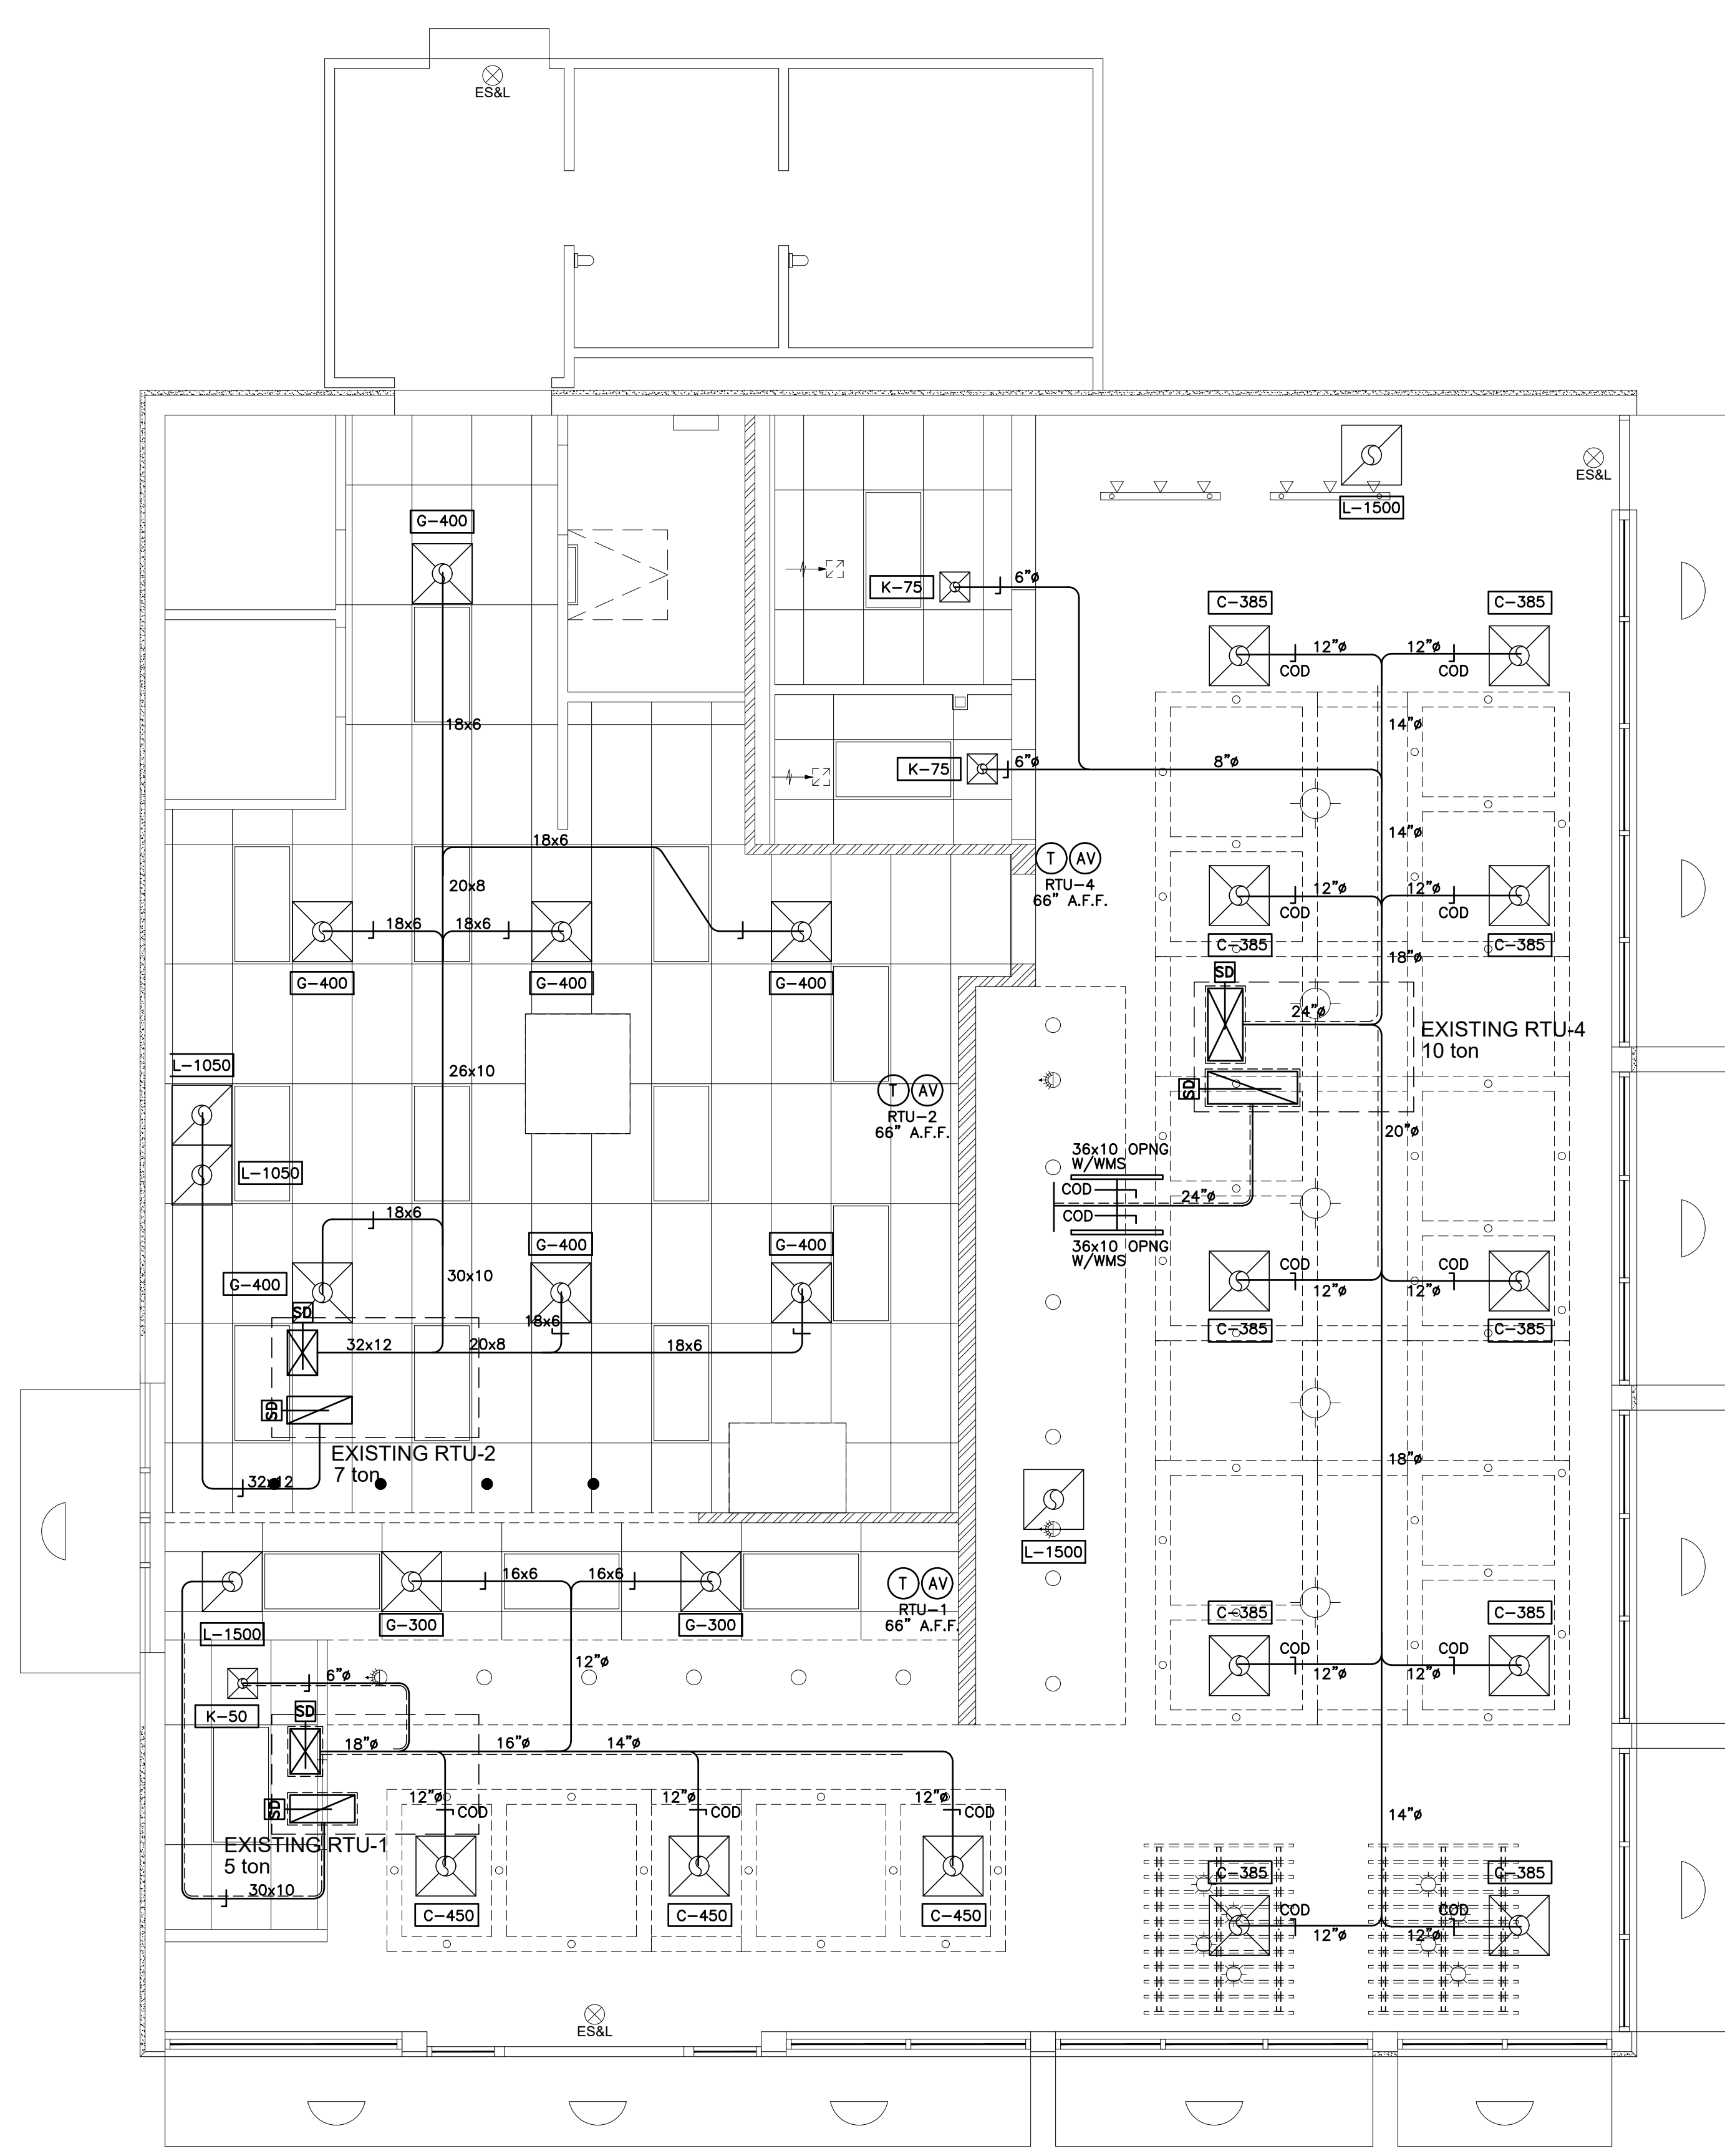 ES&L
ES&L
L-1500
G-400
K-75
6"ø
C-385
C-385
12"ø
12"ø
COD
COD
18x6
14"ø
K-75
6"ø
8"ø
18x6
14"ø
T
AV
RTU-4
66" A.F.F.
20x8
12"ø
12"ø
COD
COD
18x6
18x6
C-385
C-385
18"ø
G-400
G-400
G-400
SD
24"ø
EXISTING RTU-4
10 ton
L-1050
26x10
T
AV
RTU-2
66" A.F.F.
SD
20"ø
36x10 OPNG
W/WMS
L-1050
COD
24"ø
COD
18x6
36x10 OPNG
W/WMS
G-400
G-400
G-400
30x10
COD
COD
12"ø
12"ø
C-385
C-385
SD
18x6
32x12
20x8
18x6
SD
EXISTING RTU-2
7 ton
32x12
18"ø
L-1500
16x6
16x6
T
AV
RTU-1
66" A.F.F.
L-1500
G-300
G-300
C-385
C-385
COD
COD
12"ø
12"ø
12"ø
6"ø
K-50
SD
18"ø
16"ø
14"ø
12"ø
COD
12"ø
COD
12"ø
COD
SD
14"ø
EXISTING RTU-1
5 ton
30x10
C-450
C-450
C-450
C-385
C-385
COD
COD
12"ø
12"ø
ES&L